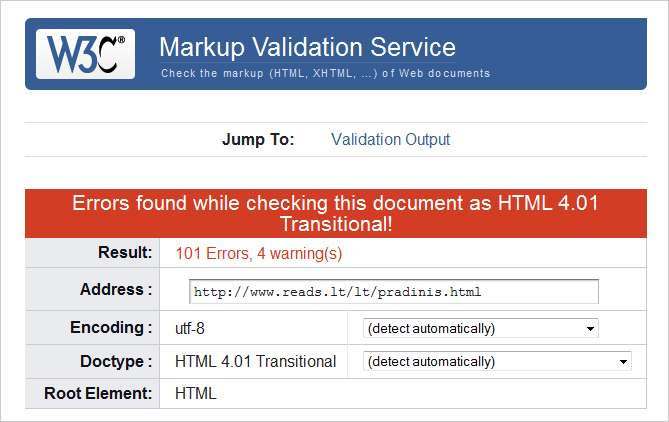 W3C®
Markup Validation Service
Check the markup (HTML, XHTML, …) of Web documents
Jump To: Validation Output
Errors found while checking this document as HTML 4.01
Transitional!
Result: 101 Errors, 4 warning(s)
Address : http://www.reads.lt/lt/pradinis.html
Encoding : utf-8 (detect automatically)
Doctype : HTML 4.01 Transitional (detect automatically)
Root Element: HTML